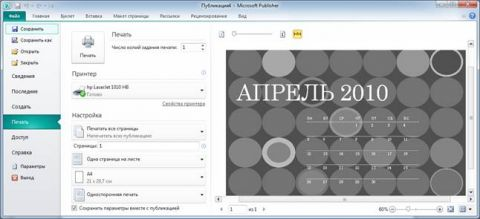 Публикация4 - Microsoft Publisher
Файл Главная Вставка Макет страницы Рассылки Рецензирование Вид
Сохранить
Сохранить как
Открыть
Закрыть
Сведения
Последние
Создать
Печать
Доступ
Справка
Параметры
Выход
Печать
Печать
Число копий задания печати: 1
Принтер
hp LaserJet 1010 HB
Готово
Свойства принтера
Настройка
Печатать все страницы
Напечатать всю публикацию
Страницы: 1
Одна страница на листе
A4
21 x 29,7 см
Односторонняя печать
Сохранить параметры вместе с публикацией
АПРЕЛЬ 2010
1 из 1
60%